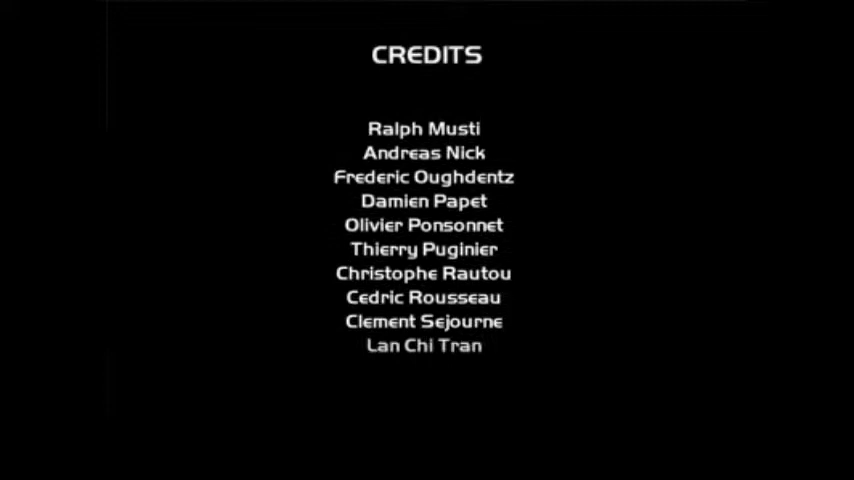 CREDITS
Ralph Musti
Andreas Nick
Frederic Oughdentz
Damien Papet
Olivier Ponsonnet
Thierry Puginier
Christophe Rautou
Cedric Rousseau
Clement Sejourne
Lan Chi Tran